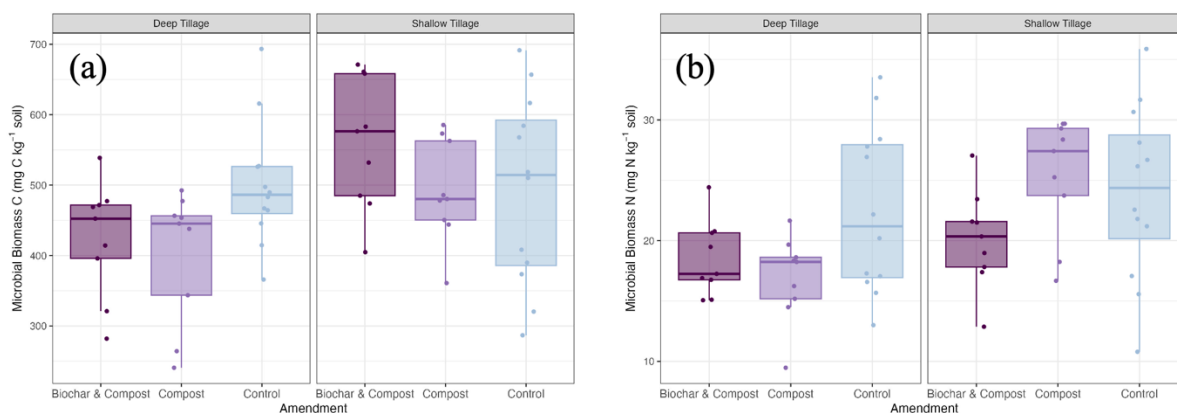 Deep Tillage
Shallow Tillage
(a)
700
600
500
400
300
Microbial Biomass C (mg C kg⁻¹ soil)
Biochar & Compost
Compost
Control
Biochar & Compost
Compost
Control
Amendment
Deep Tillage
Shallow Tillage
(b)
30
20
10
Microbial Biomass N (mg N kg⁻¹ soil)
Biochar & Compost
Compost
Control
Biochar & Compost
Compost
Control
Amendment